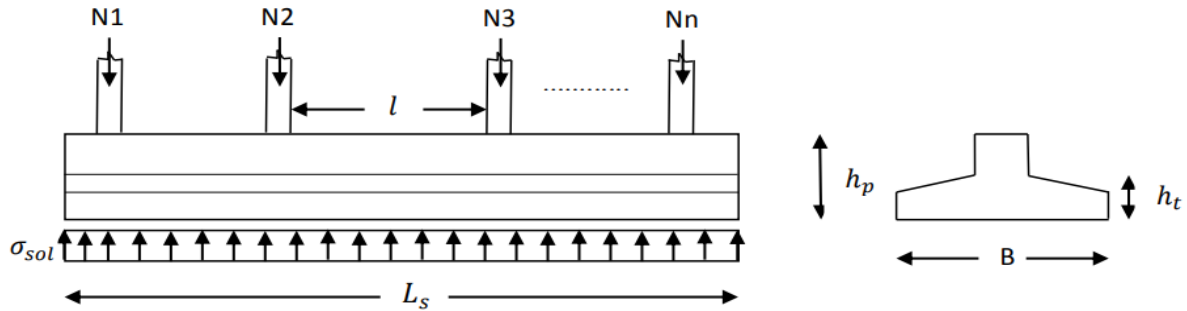 N1 N2 N3 Nn
............
l
h_p
h_t
σ_sol
B
L_s